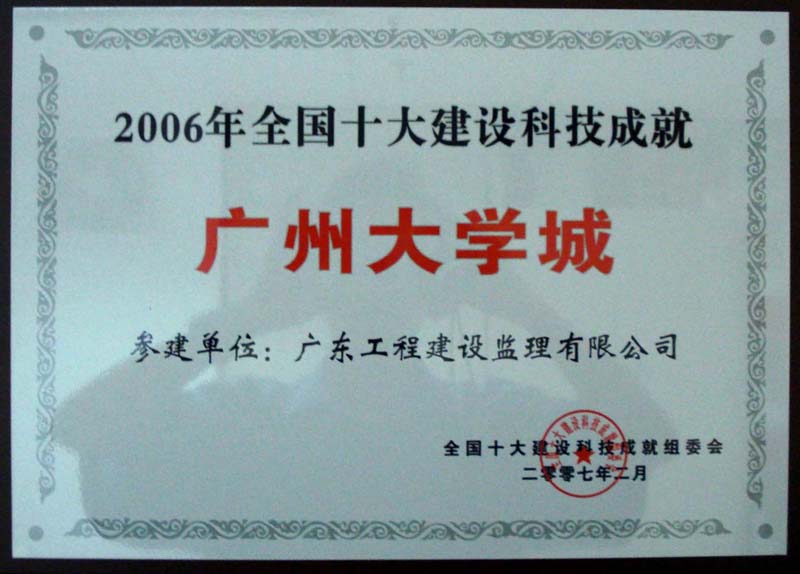 2006年全国十大建设科技成就
广州大学城
参建单位：广东工程建设监理有限公司
全国十大建设科技成就组委会
二零零七年二月